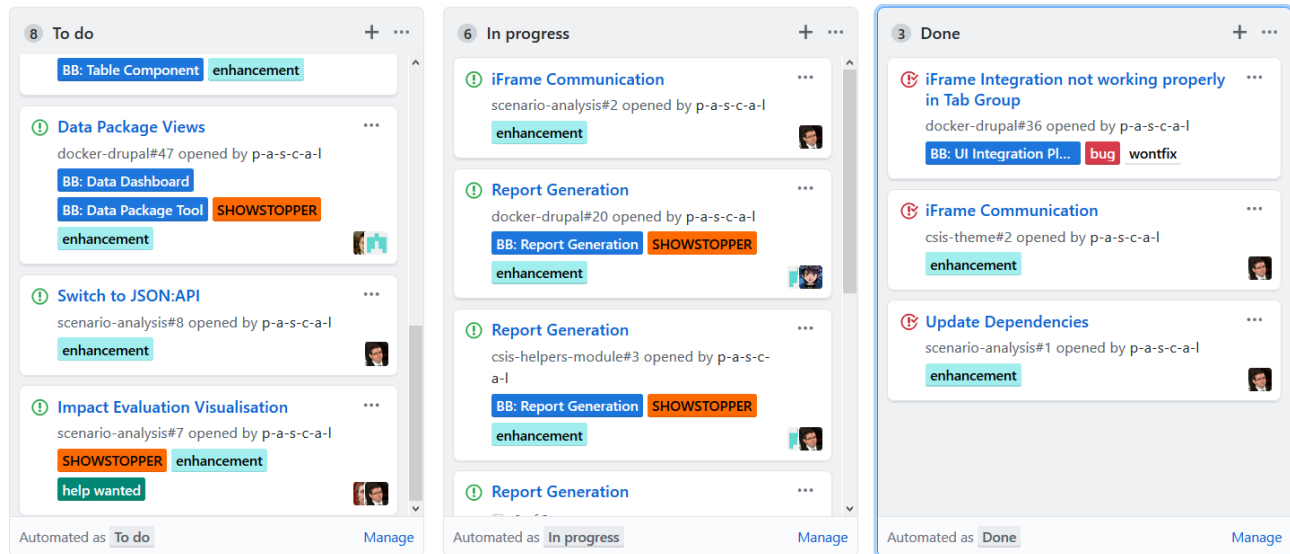 8 To do
BB: Table Component enhancement
Data Package Views
docker-drupal#47 opened by p-a-s-c-a-l
BB: Data Dashboard
BB: Data Package Tool SHOWSTOPPER
enhancement
Switch to JSON:API
scenario-analysis#8 opened by p-a-s-c-a-l
enhancement
Impact Evaluation Visualisation
scenario-analysis#7 opened by p-a-s-c-a-l
SHOWSTOPPER enhancement
help wanted
Automated as To do Manage
6 In progress
iFrame Communication
scenario-analysis#2 opened by p-a-s-c-a-l
enhancement
Report Generation
docker-drupal#20 opened by p-a-s-c-a-l
BB: Report Generation SHOWSTOPPER
enhancement
Report Generation
csis-helpers-module#3 opened by p-a-s-c-
a-l
BB: Report Generation SHOWSTOPPER
enhancement
Report Generation
Automated as In progress Manage
3 Done
iFrame Integration not working properly
in Tab Group
docker-drupal#36 opened by p-a-s-c-a-l
BB: UI Integration Pl... bug wontfix
iFrame Communication
csis-theme#2 opened by p-a-s-c-a-l
enhancement
Update Dependencies
scenario-analysis#1 opened by p-a-s-c-a-l
enhancement
Automated as Done Manage